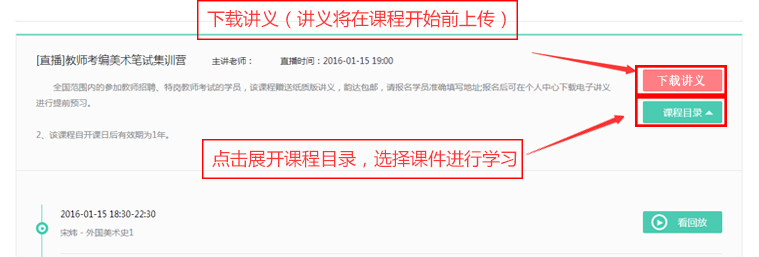 下载讲义（讲义将在课程开始前上传）
[直播]教师考编美术笔试集训营 主讲老师： 直播时间：2016-01-15 19:00
下载讲义
全国范围内的参加教师招聘、特岗教师考试的学员，该课程赠送纸质版讲义，韵达包邮，请报名学员准确填写地址;报名后可在个人中心下载电子讲义
进行提前预习。
课程目录
2、该课程自开课日后有效期为1年。
点击展开课程目录，选择课件进行学习
2016-01-15 18:30-22:30
宋炜 - 外国美术史1
看回放